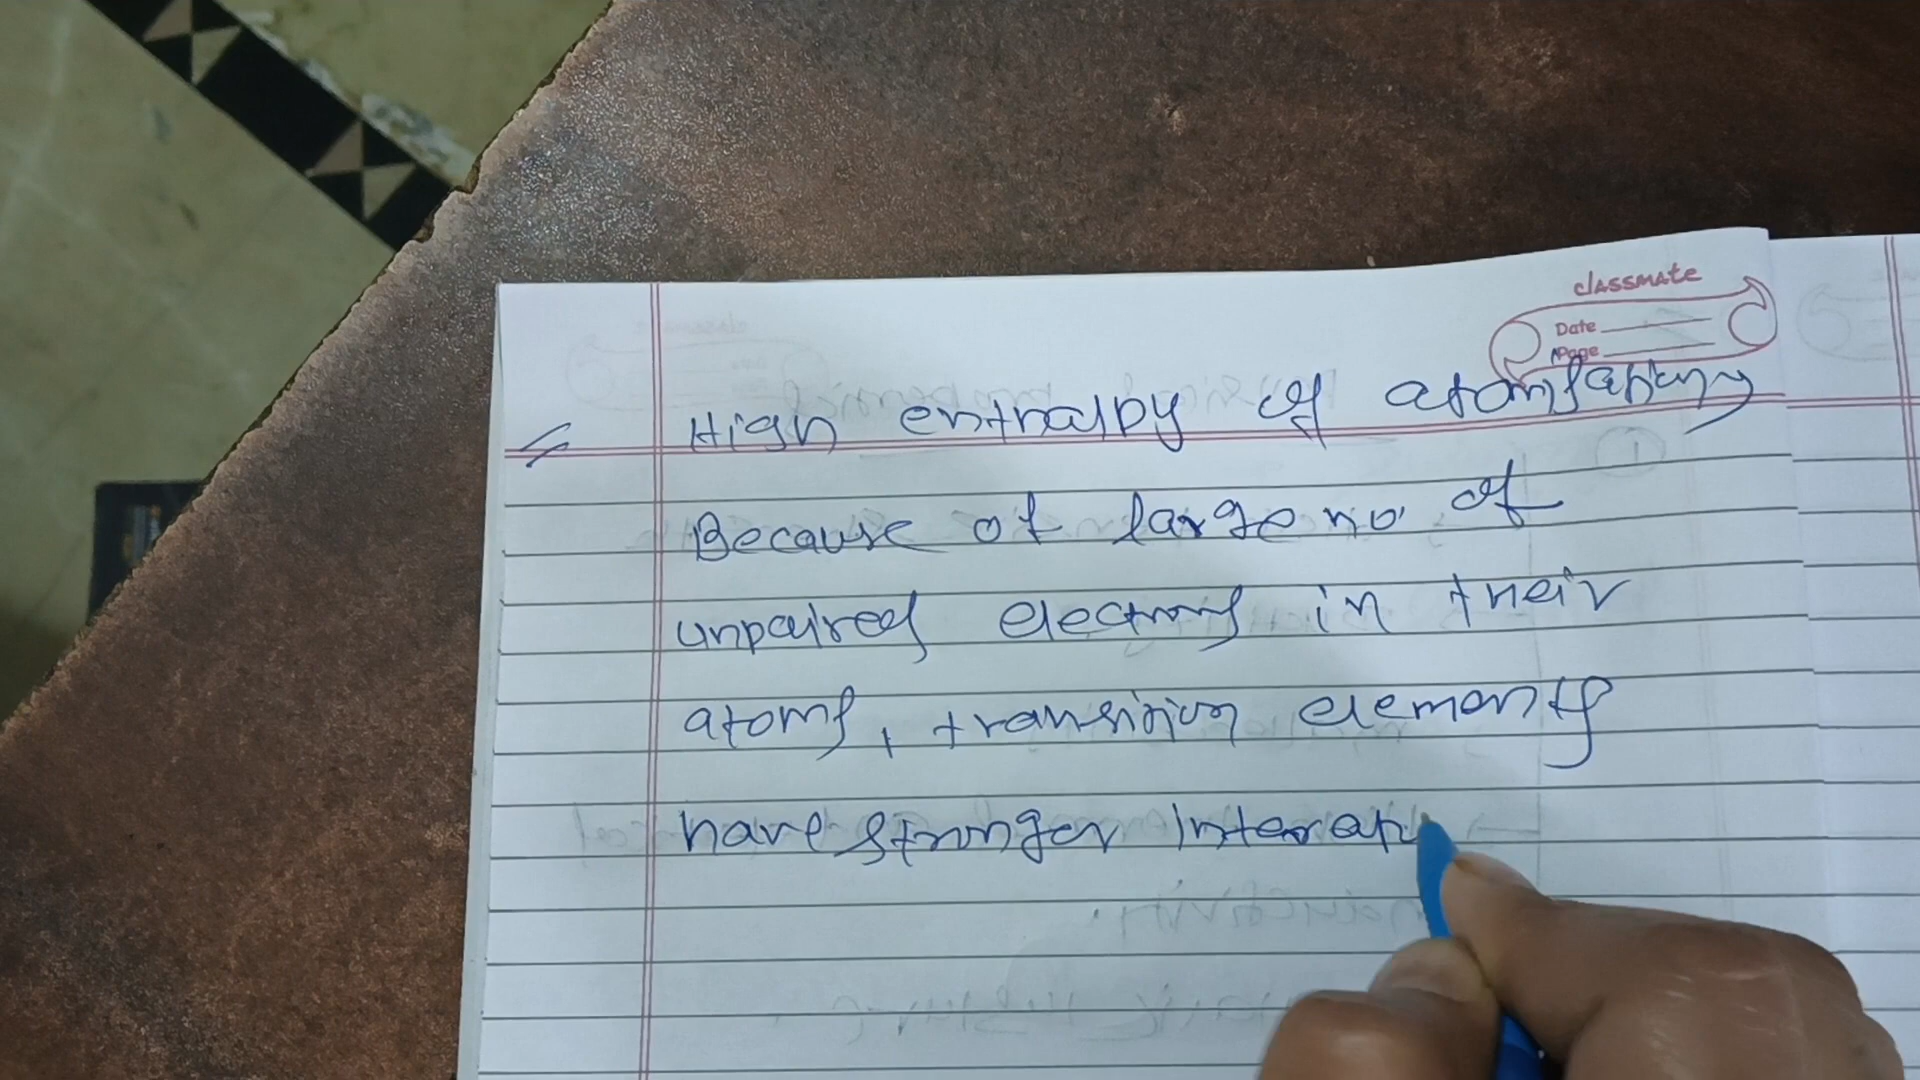 classmate
Date
Page
High enthalpy of atomisation
Because of large no. of
unpaired electrons in their
atoms, transition elements
have stronger interati